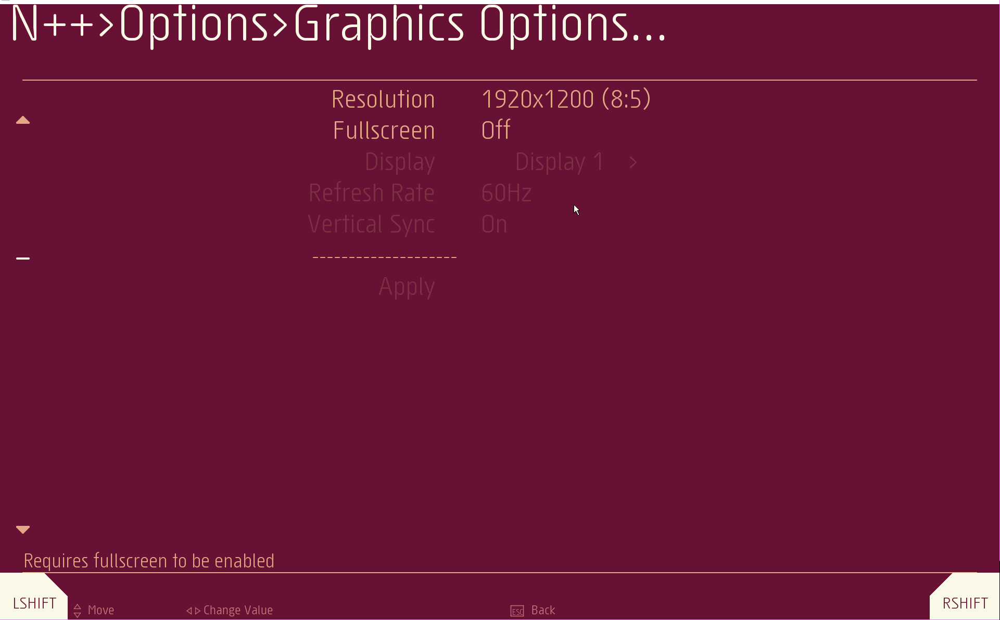 N++>Options>Graphics Options...
Resolution 1920x1200 (8:5)
Fullscreen Off
Display Display 1 >
Refresh Rate 60Hz
Vertical Sync On
--------------------
Apply
Requires fullscreen to be enabled
LSHIFT Move Change Value ESC Back RSHIFT